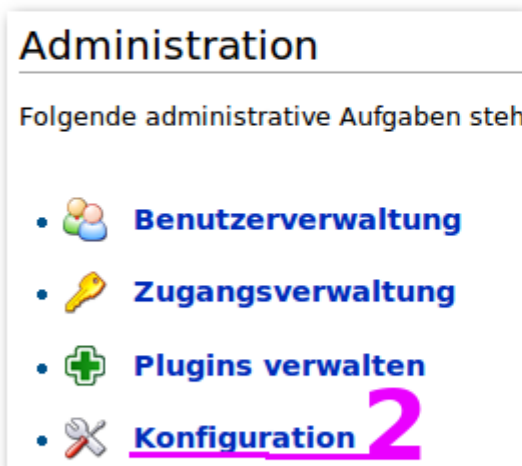 Administration
Folgende administrative Aufgaben steh
Benutzerverwaltung
Zugangsverwaltung
Plugins verwalten
Konfiguration 2